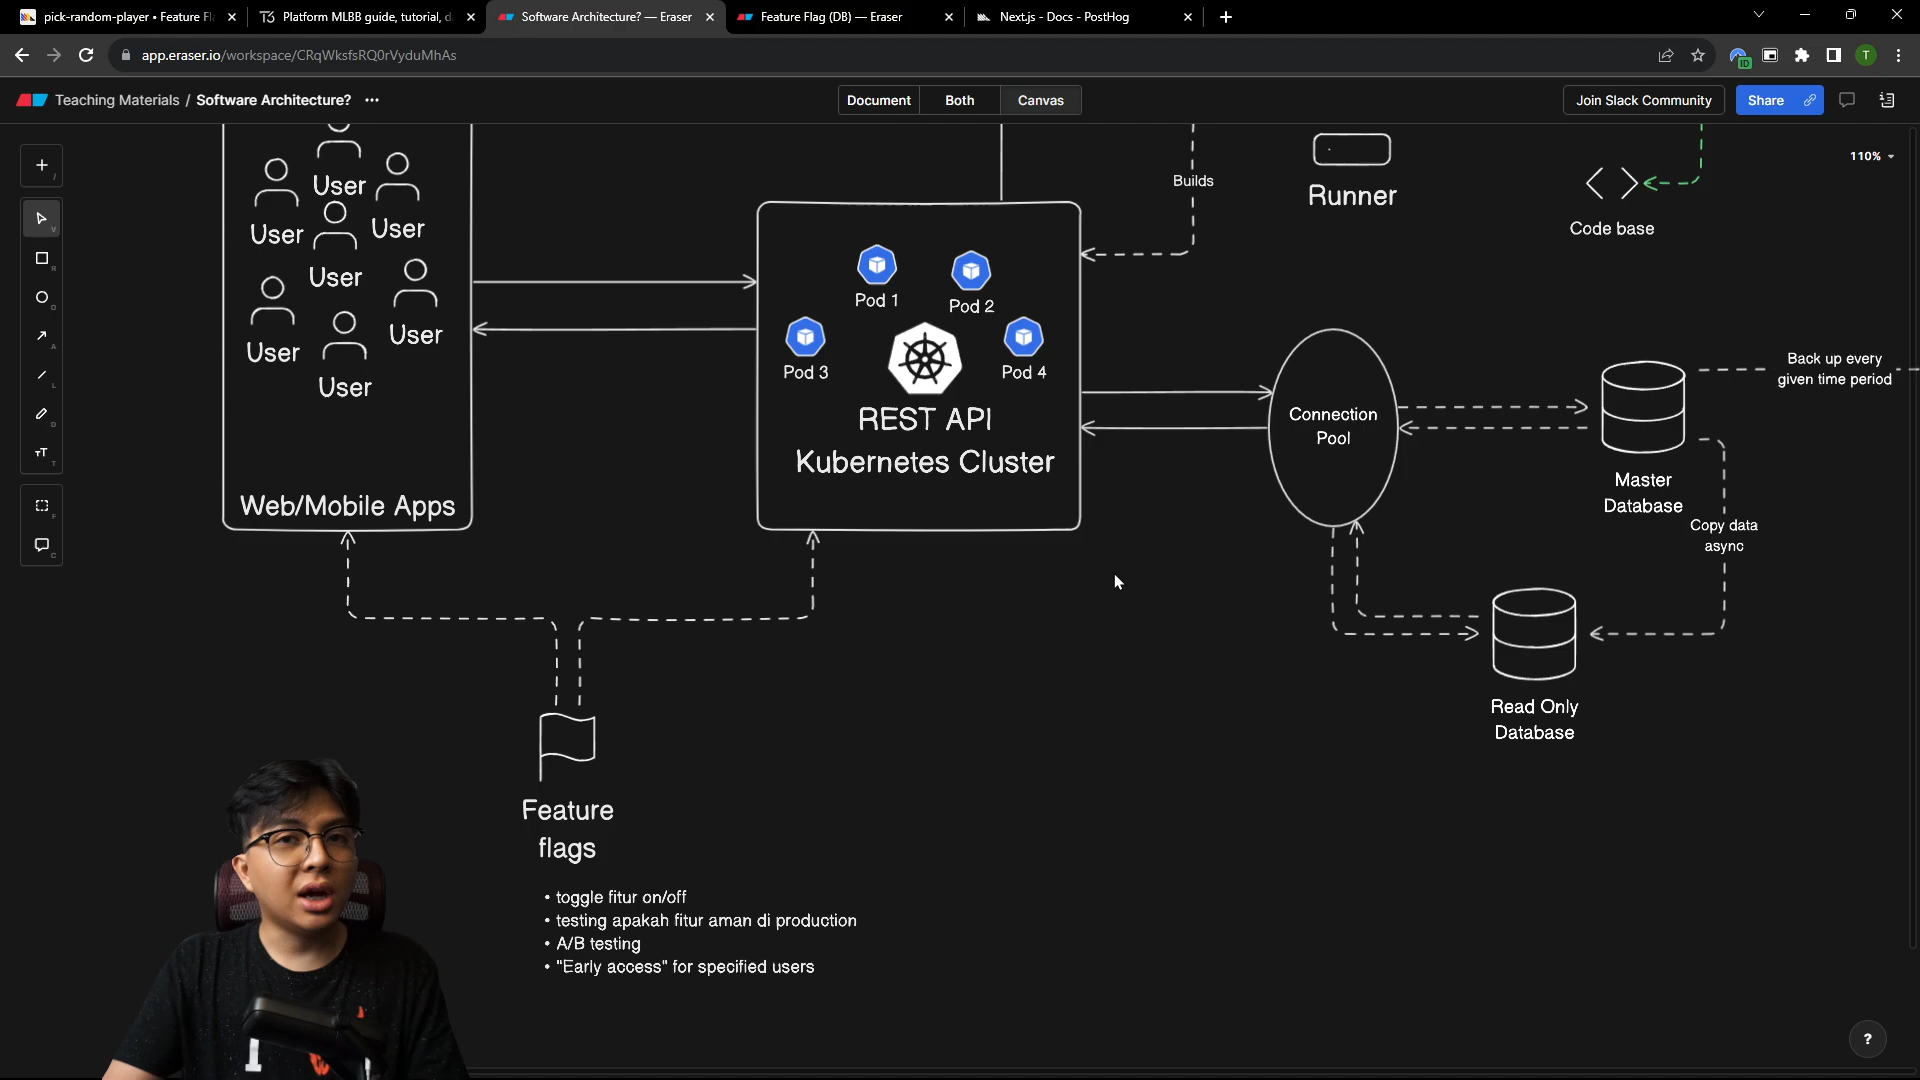 pick-random-player • Feature Fl
Platform MLBB guide, tutorial, d
Software Architecture? — Eraser
Feature Flag (DB) — Eraser
Next.js - Docs - PostHog
app.eraser.io/workspace/CRqWksfsRQ0rVyduMhAs
ID
T
Teaching Materials / Software Architecture?
Document
Both
Canvas
Join Slack Community
Share
110%
User
User
User
User
User
User
User
Web/Mobile Apps
Pod 1
Pod 2
Pod 3
Pod 4
REST API
Kubernetes Cluster
Builds
Runner
Code base
Connection
Pool
Back up every
given time period
Master
Database
Copy data
async
Read Only
Database
Feature
flags
• toggle fitur on/off
• testing apakah fitur aman di production
• A/B testing
• "Early access" for specified users
?